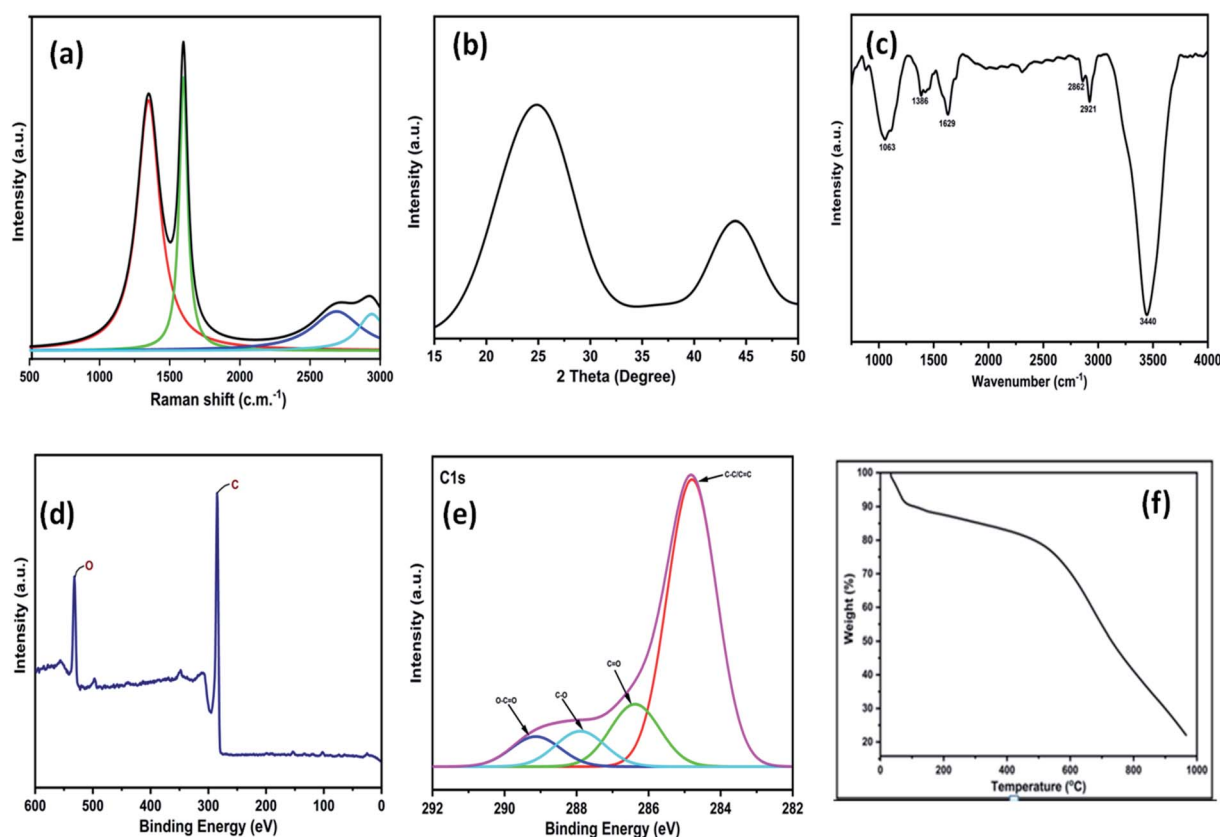 (a)
Intensity (a.u.)
500 1000 1500 2000 2500 3000
Raman shift (c.m.-1)
(b)
Intensity (a.u.)
15 20 25 30 35 40 45 50
2 Theta (Degree)
(c)
Intensity (a.u.)
1063
1386
1629
2862
2921
3440
1000 1500 2000 2500 3000 3500 4000
Wavenumber (cm-1)
(d)
Intensity (a.u.)
O
C
600 500 400 300 200 100 0
Binding Energy (eV)
C1s
(e)
Intensity (a.u.)
C-C/C=C
C=O
C-O
O-C=O
292 290 288 286 284 282
Binding Energy (eV)
(f)
Weight (%)
100
90
80
70
60
50
40
30
20
0 200 400 600 800 1000
Temperature (°C)